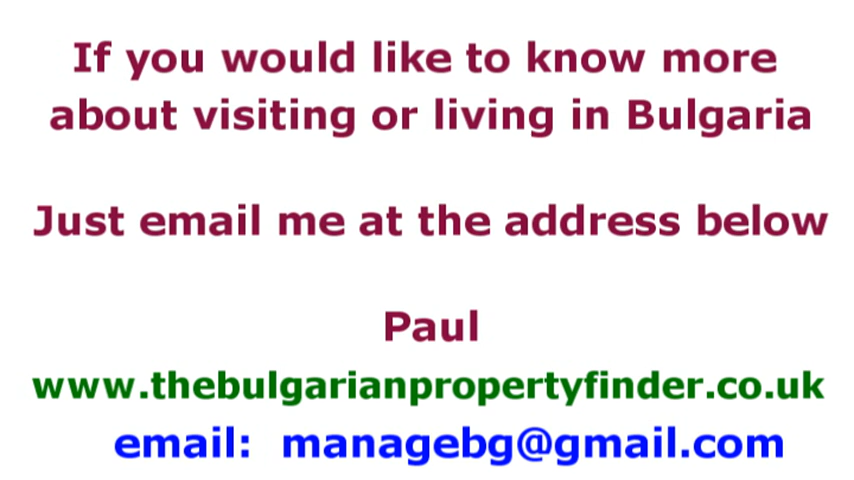 If you would like to know more
about visiting or living in Bulgaria
Just email me at the address below
Paul
www.thebulgarianpropertyfinder.co.uk
email: managebg@gmail.com